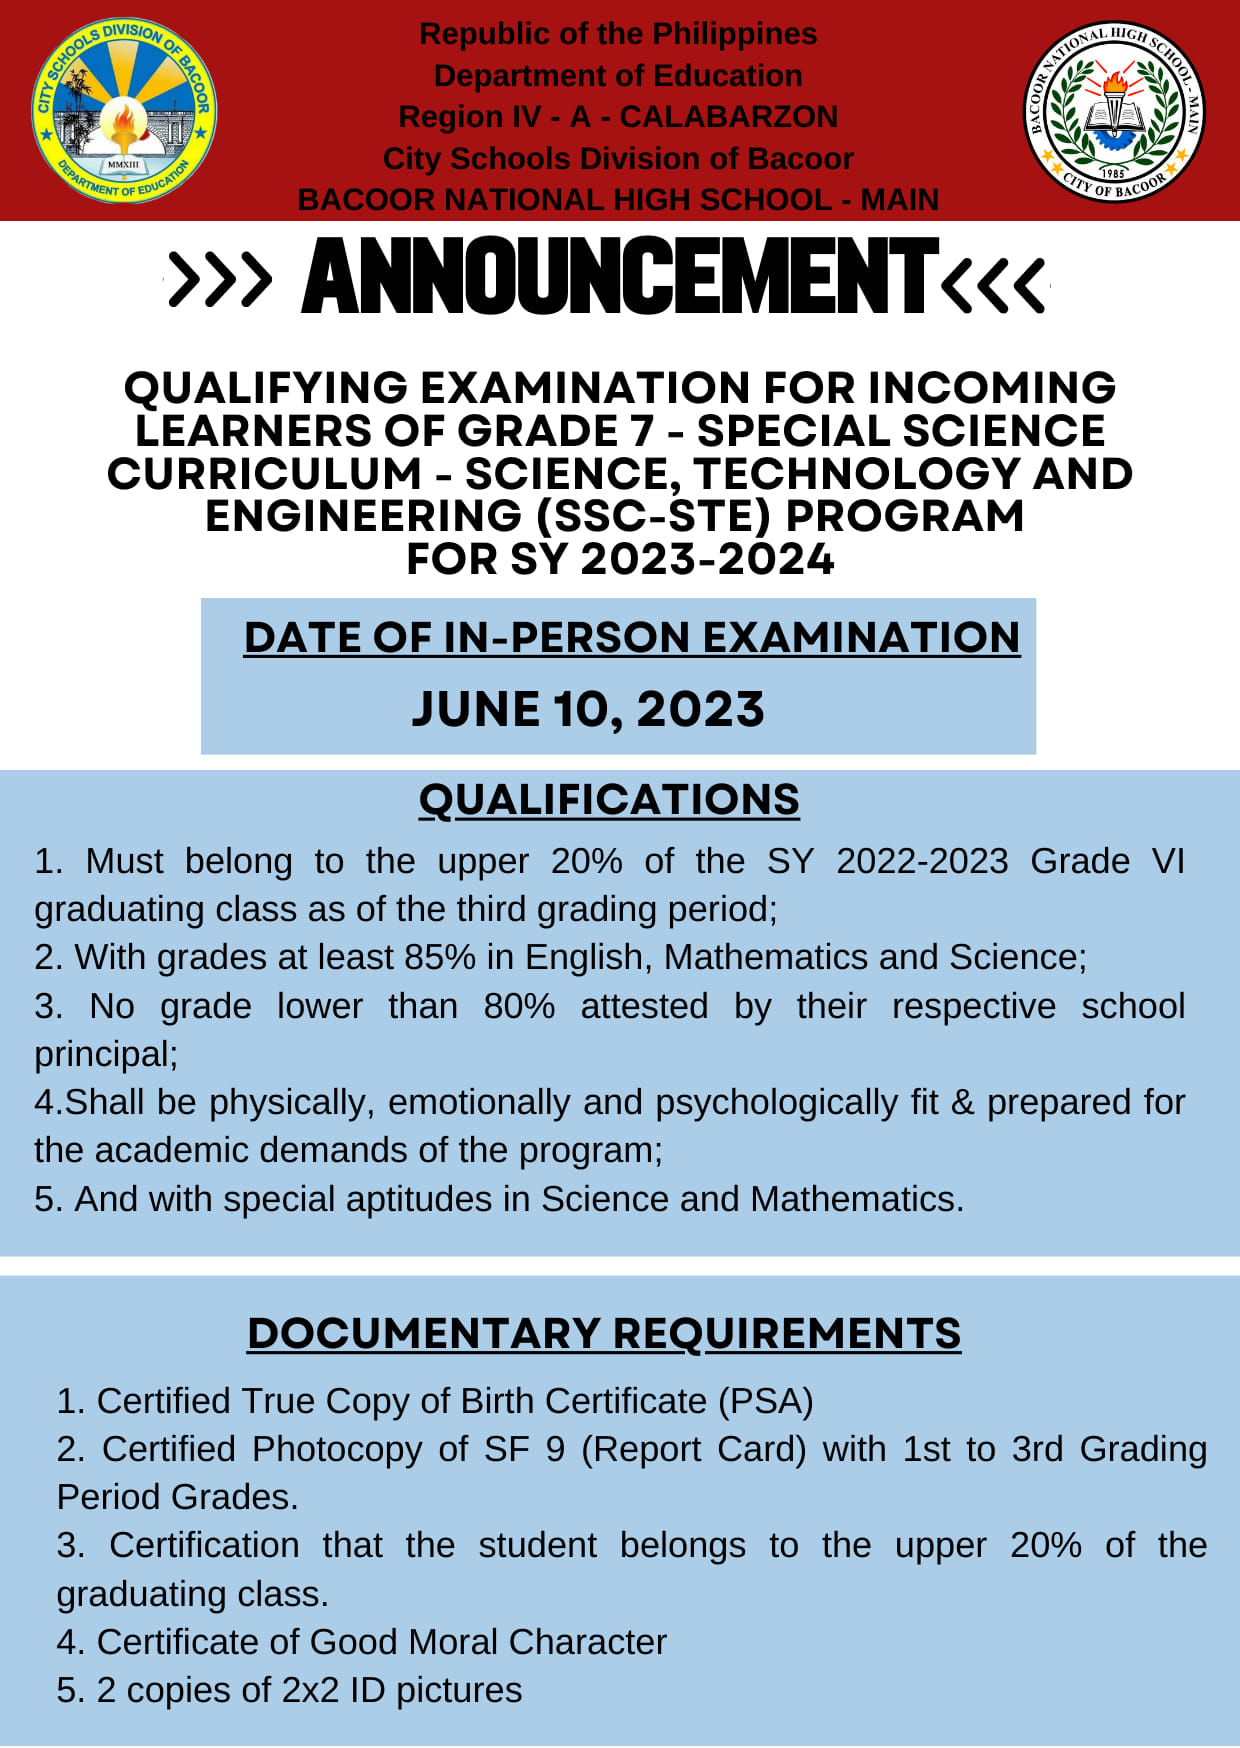 Republic of the Philippines
Department of Education
Region IV - A - CALABARZON
City Schools Division of Bacoor
BACOOR NATIONAL HIGH SCHOOL - MAIN
CITY SCHOOLS DIVISION OF BACOOR
MMXIII
DEPARTMENT OF EDUCATION
BACOOR NATIONAL HIGH SCHOOL - MAIN
1985
CITY OF BACOOR
ANNOUNCEMENT
QUALIFYING EXAMINATION FOR INCOMING
LEARNERS OF GRADE 7 - SPECIAL SCIENCE
CURRICULUM - SCIENCE, TECHNOLOGY AND
ENGINEERING (SSC-STE) PROGRAM
FOR SY 2023-2024
DATE OF IN-PERSON EXAMINATION
JUNE 10, 2023
QUALIFICATIONS
1. Must belong to the upper 20% of the SY 2022-2023 Grade VI
graduating class as of the third grading period;
2. With grades at least 85% in English, Mathematics and Science;
3. No grade lower than 80% attested by their respective school
principal;
4.Shall be physically, emotionally and psychologically fit & prepared for
the academic demands of the program;
5. And with special aptitudes in Science and Mathematics.
DOCUMENTARY REQUIREMENTS
1. Certified True Copy of Birth Certificate (PSA)
2. Certified Photocopy of SF 9 (Report Card) with 1st to 3rd Grading
Period Grades.
3. Certification that the student belongs to the upper 20% of the
graduating class.
4. Certificate of Good Moral Character
5. 2 copies of 2x2 ID pictures